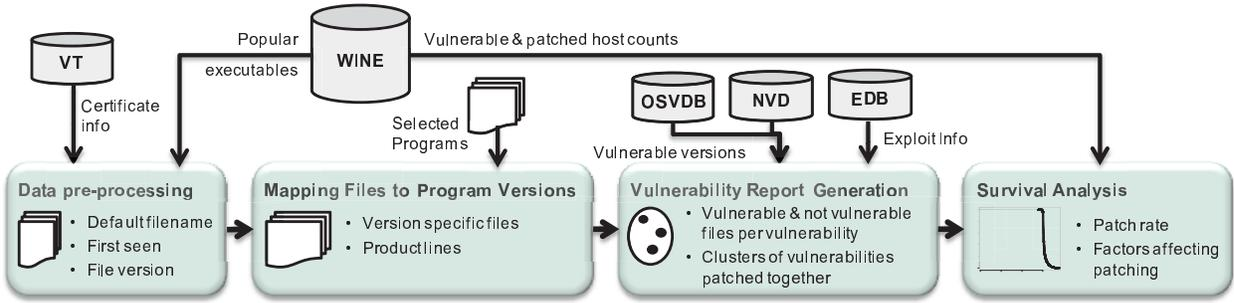 VT
Certificate
info
Popular
executables
WINE
Vulnerable & patched host counts
Selected
Programs
OSVDB
NVD
EDB
Vulnerable versions
Exploit Info
Data pre-processing
• Default filename
• First seen
• File version
Mapping Files to Program Versions
• Version specific files
• Product lines
Vulnerability Report Generation
• Vulnerable & not vulnerable
files per vulnerability
• Clusters of vulnerabilities
patched together
Survival Analysis
• Patch rate
• Factors affecting
patching